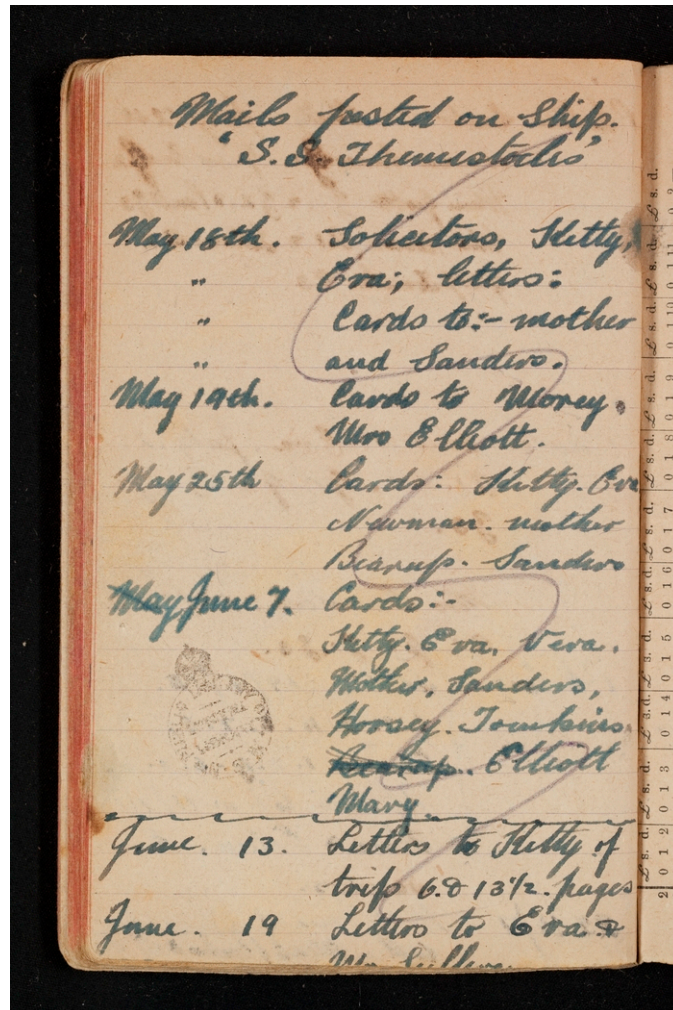 Mails posted on Ship.
"S.S. Themistocles"
May 18th. Solicitors, Kitty,
" Eva; letters:
" Cards to:- mother
" and Sanders.
May 19th. Cards to Morey.
Mrs Elliott.
May 25th Cards: Kitty. Eva
Newman. mother
Bearup. Sanders
May June 7. Cards:-
Kitty. Eva. Vera.
Mother, Sanders,
Horsey. Tomkins.
Bearup. Elliott
Mary
June. 13. Letters to Kitty of
trip 6. & 13½. pages
June. 19 Letters to Eva &